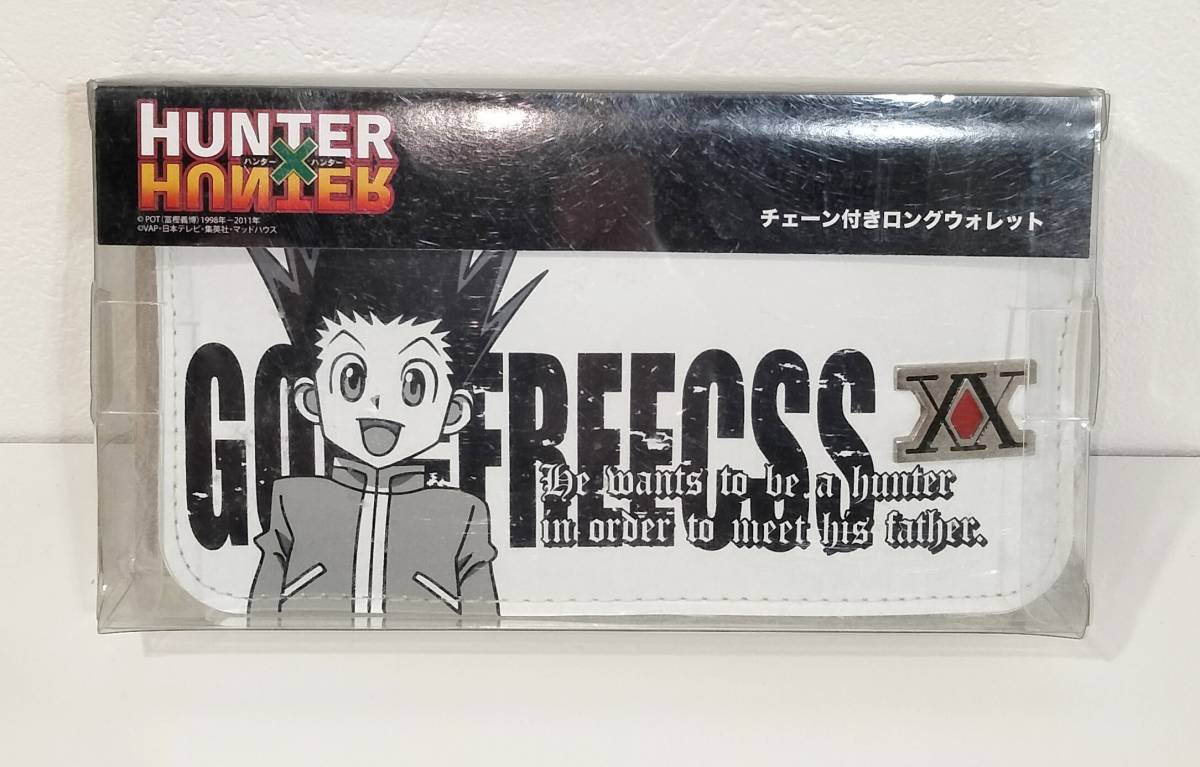 HUNTER
ハンター×ハンター
HUNTER
© POT(冨樫義博)1998年-2011年
©VAP・日本テレビ・集英社・マッドハウス
チェーン付きロングウォレット
GON FREECSS
He wants to be a hunter
in order to meet his father.